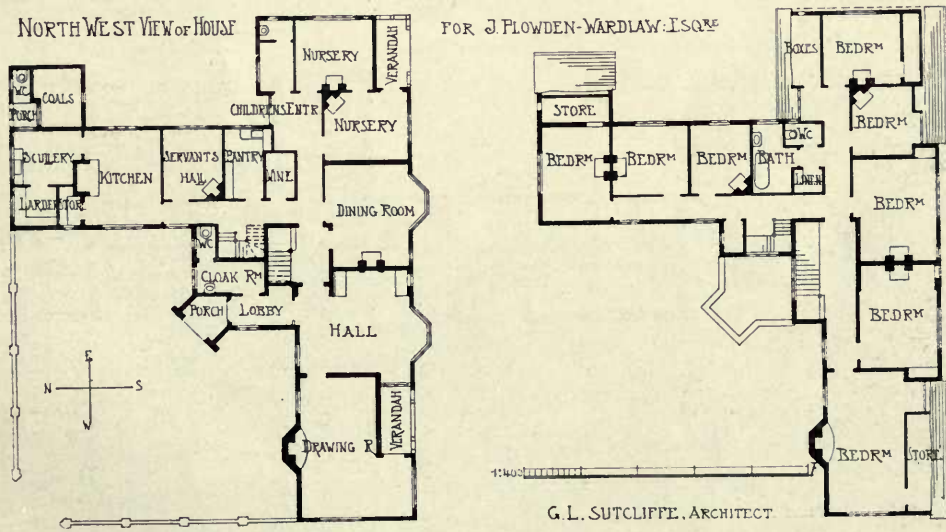 NORTH WEST VIEW OF HOUSE
FOR J. PLOWDEN-WARDLAW: ESQRE
WC
COALS
PORCH
NURSERY
VERANDAH
CHILDRENS ENTR
NURSERY
SCULLERY
KITCHEN
SERVANTS
HALL
PANTRY
WINE
LARDER
STOR
DINING ROOM
WC
CLOAK RM
PORCH
LOBBY
HALL
E
N
S
W
DRAWING R
VERANDAH
BOXES
BEDRM
STORE
BEDRM
BEDRM
BEDRM
BEDRM
BATH
WC
LINEN
BEDRM
BEDRM
BEDRM
STORE
1:400
G. L. SUTCLIFFE, ARCHITECT